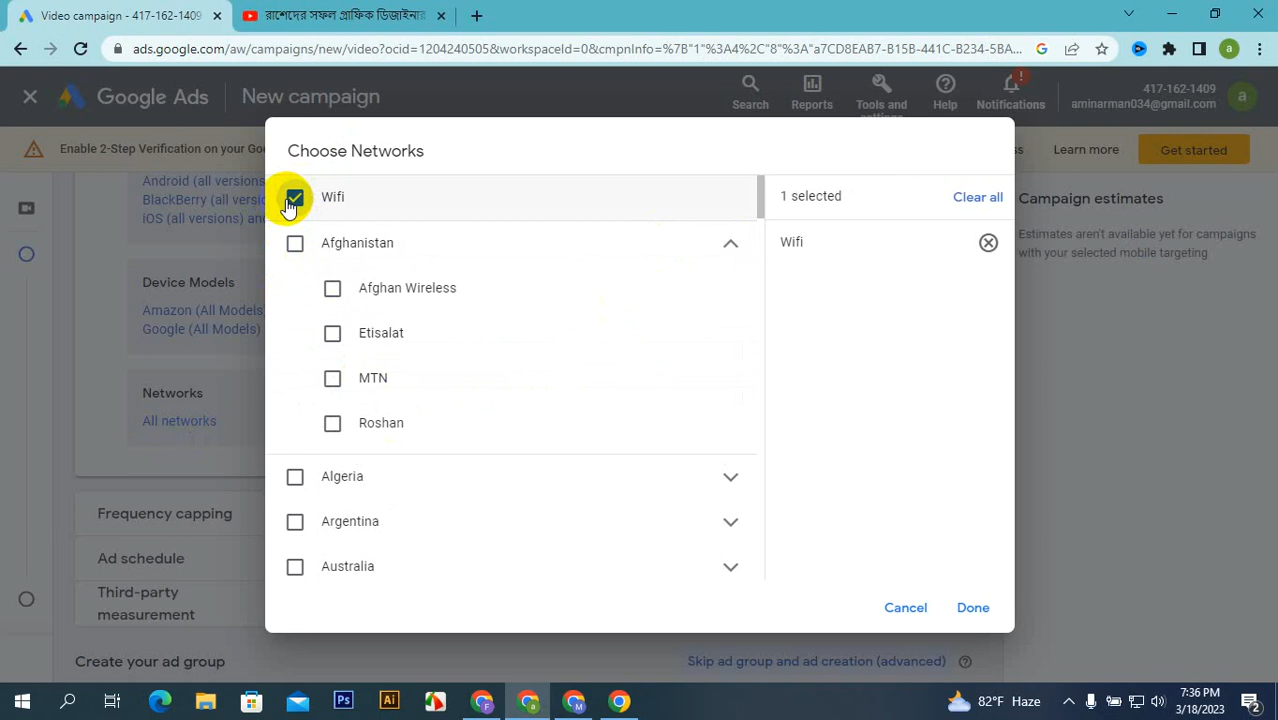 Video campaign - 417-162-1409
রাশেদের সফল গ্রাফিক ডিজাইনার
ads.google.com/aw/campaigns/new/video?ocid=1204240505&workspaceId=0&cmpnInfo=%7B"1"%3A4%2C"8"%3A"a7CD8EAB7-B15B-441C-B234-5BA...
Google Ads
New campaign
Search
Reports
Tools and
settings
Help
Notifications
417-162-1409
aminarman034@gmail.com
Enable 2-Step Verification on your Goo
Learn more
Get started
Choose Networks
Wifi
Afghanistan
Afghan Wireless
Etisalat
MTN
Roshan
Algeria
Argentina
Australia
1 selected
Clear all
Wifi
Cancel
Done
Android (all versions
BlackBerry (all versio
iOS (all versions) and
Device Models
Amazon (All Models)
Google (All Models)
Networks
All networks
Frequency capping
Ad schedule
Third-party
measurement
Create your ad group
Skip ad group and ad creation (advanced)
Campaign estimates
Estimates aren't available yet for campaigns
with your selected mobile targeting
82°F Haze
7:36 PM
3/18/2023